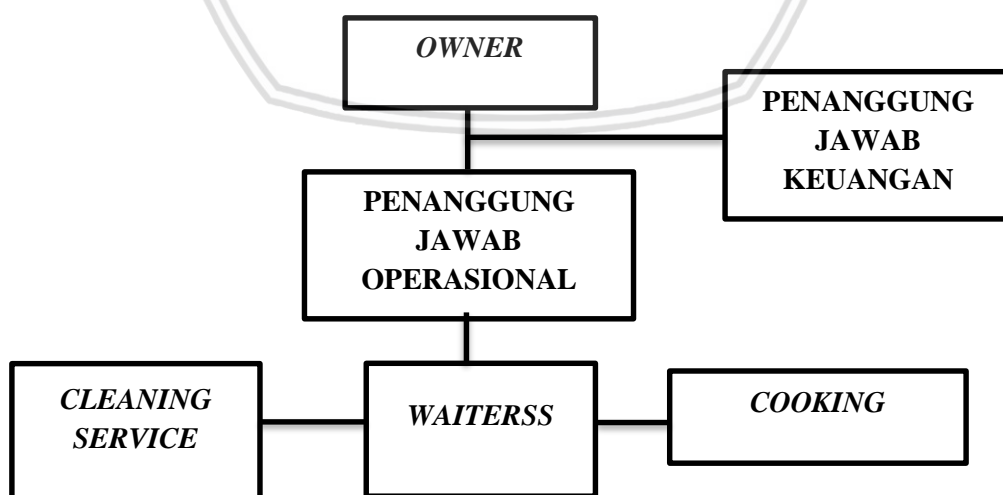 OWNER
PENANGGUNG
JAWAB
KEUANGAN
PENANGGUNG
JAWAB
OPERASIONAL
CLEANING
SERVICE
WAITERSS
COOKING